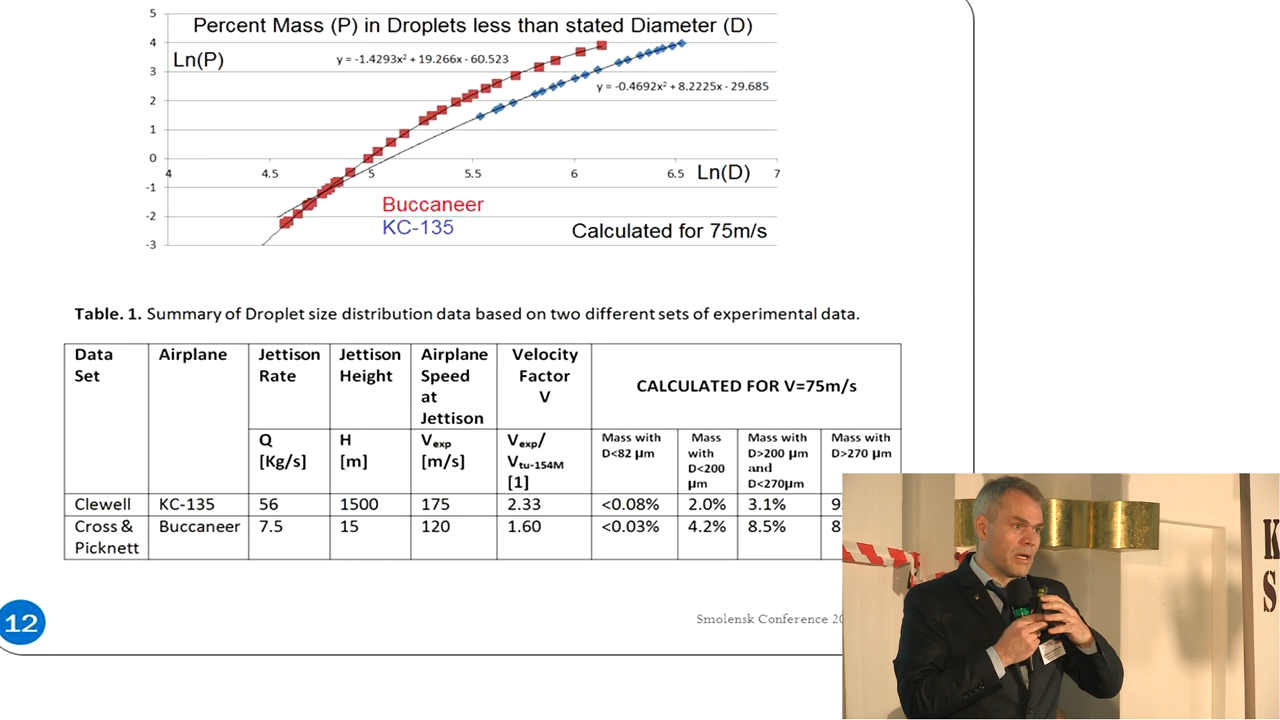 5
Percent Mass (P) in Droplets less than stated Diameter (D)
4
Ln(P)
y = -1.4293x² + 19.266x - 60.523
3
y = -0.4692x² + 8.2225x - 29.685
2
1
0
4 4.5 5 5.5 6 6.5 Ln(D) 7
-1
Buccaneer
-2
KC-135
Calculated for 75m/s
-3
Table. 1. Summary of Droplet size distribution data based on two different sets of experimental data.
Data Set
Airplane
Jettison Rate
Jettison Height
Airplane Speed at Jettison
Velocity Factor V
CALCULATED FOR V=75m/s
Q [Kg/s]
H [m]
Vexp [m/s]
Vexp/ Vtu-154M [1]
Mass with D<82 µm
Mass with D<200 µm
Mass with D>200 µm and D<270µm
Mass with D>270 µm
Clewell KC-135 56 1500 175 2.33 <0.08% 2.0% 3.1% 9
Cross & Picknett Buccaneer 7.5 15 120 1.60 <0.03% 4.2% 8.5% 8
12
Smolensk Conference 20
K
S